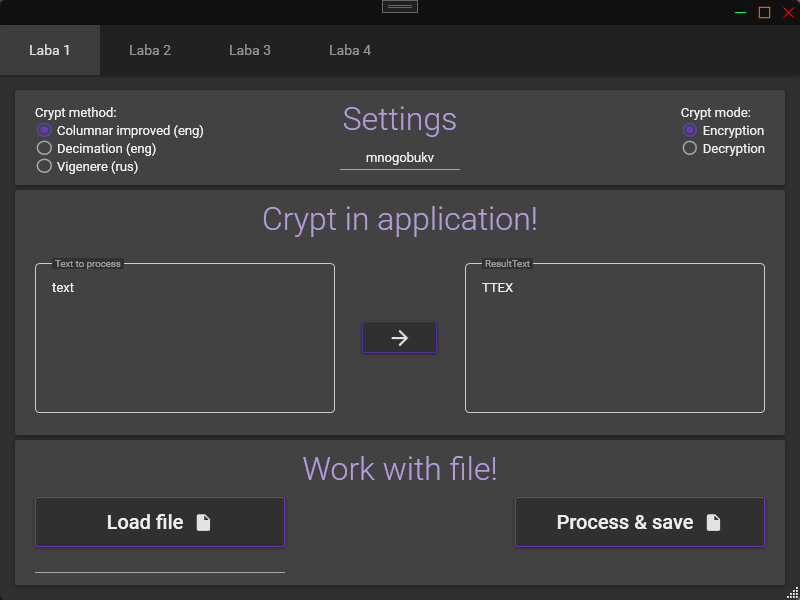 Laba 1
Laba 2
Laba 3
Laba 4
Crypt method:
Columnar improved (eng)
Decimation (eng)
Vigenere (rus)
Settings
mnogobukv
Crypt mode:
Encryption
Decryption
Crypt in application!
Text to process
text
ResultText
TTEX
Work with file!
Load file
Process & save